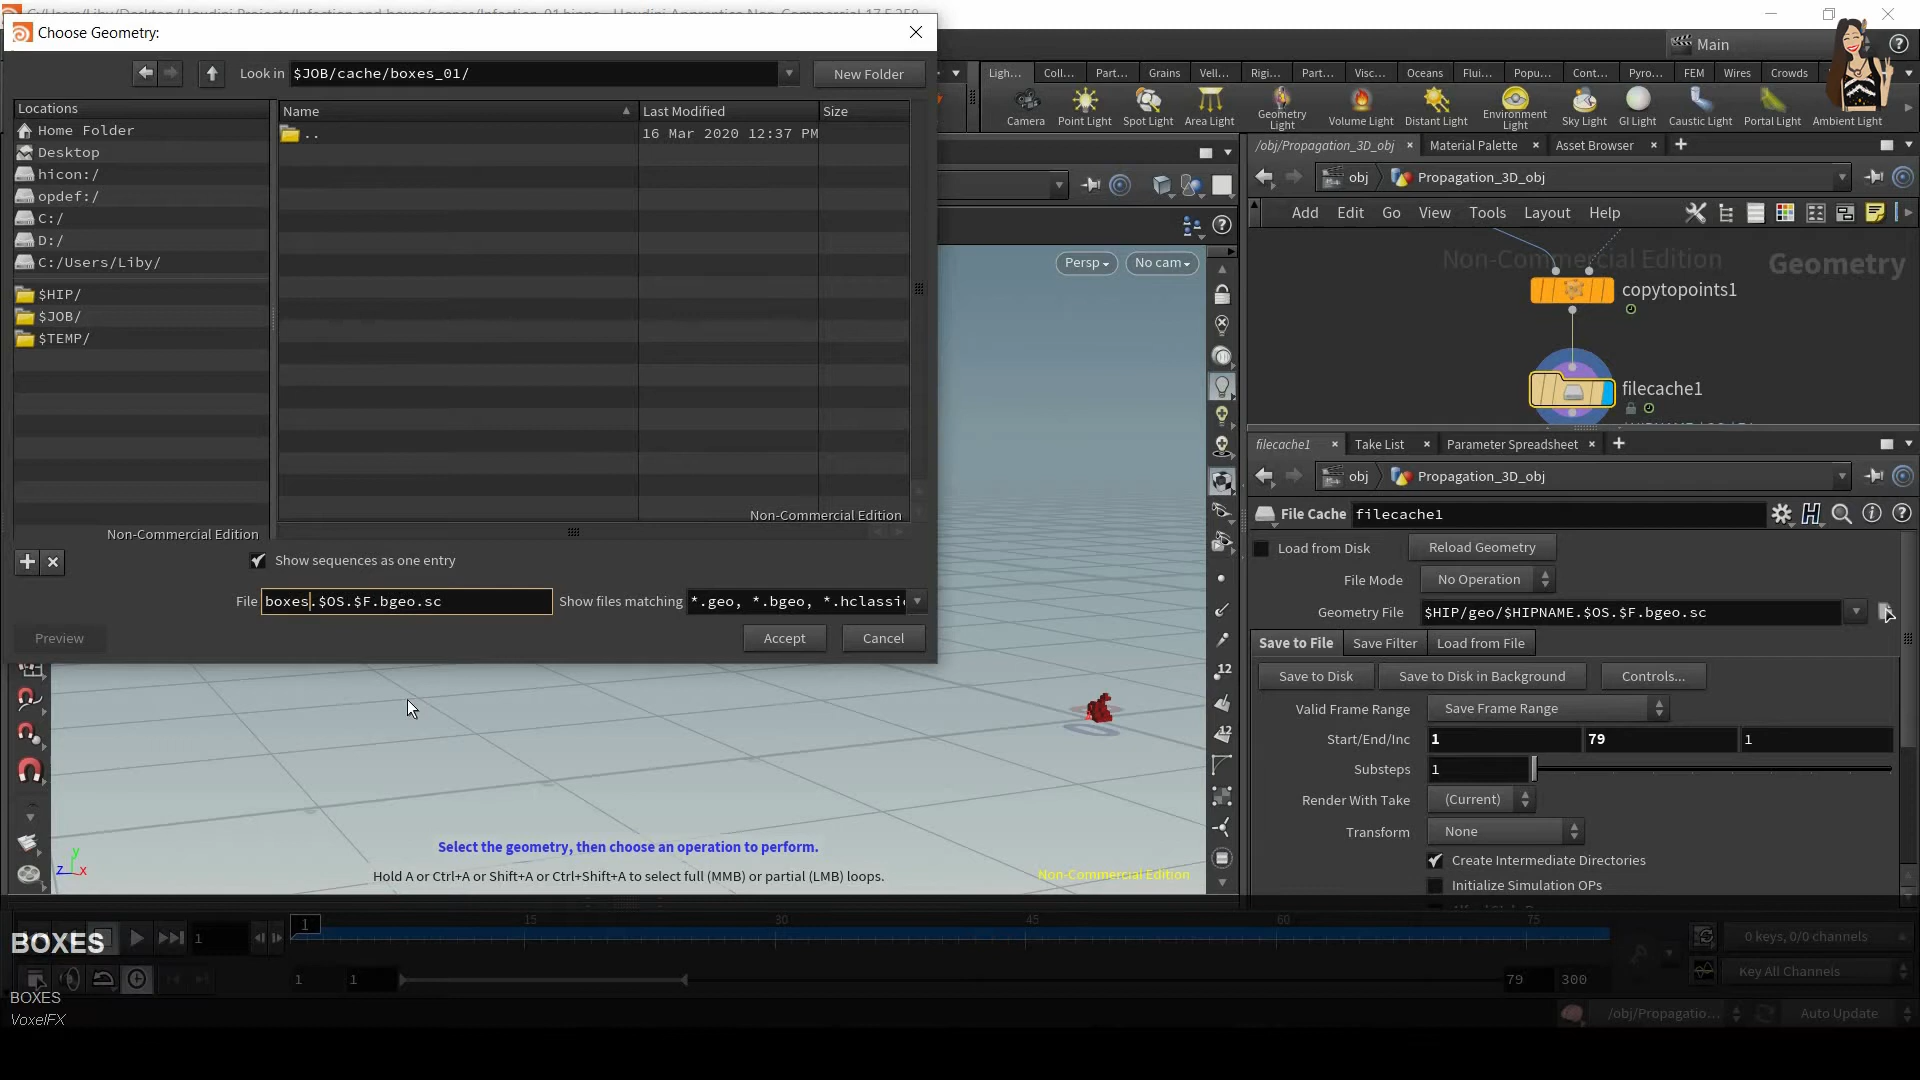 Choose Geometry:
Main
Look in
$JOB/cache/boxes_01/
New Folder
Locations
Home Folder
Desktop
hicon:/
opdef:/
C:/
D:/
C:/Users/Liby/
$HIP/
$JOB/
$TEMP/
Non-Commercial Edition
Name
Last Modified
Size
..
16 Mar 2020 12:37 PM
Non-Commercial Edition
Show sequences as one entry
File
boxes.$OS.$F.bgeo.sc
Show files matching
*.geo, *.bgeo, *.hclassic
Preview
Accept
Cancel
Ligh... Coll... Part... Grains Vell... Rigi... Part... Visc... Oceans Flui... Popu... Cont... Pyro... FEM Wires Crowds
Camera Point Light Spot Light Area Light Geometry Light Volume Light Distant Light Environment Light Sky Light GI Light Caustic Light Portal Light Ambient Light
/obj/Propagation_3D_obj
Material Palette
Asset Browser
obj
Propagation_3D_obj
Add Edit Go View Tools Layout Help
Non-Commercial Edition
Geometry
copytopoints1
filecache1
Persp
No cam
12
12
filecache1
Take List
Parameter Spreadsheet
obj
Propagation_3D_obj
File Cache
filecache1
Load from Disk
Reload Geometry
File Mode
No Operation
Geometry File
$HIP/geo/$HIPNAME.$OS.$F.bgeo.sc
Save to File
Save Filter
Load from File
Save to Disk
Save to Disk in Background
Controls...
Valid Frame Range
Save Frame Range
Start/End/Inc
1
79
1
Substeps
1
Render With Take
(Current)
Transform
None
Create Intermediate Directories
Initialize Simulation OPs
Select the geometry, then choose an operation to perform.
Hold A or Ctrl+A or Shift+A or Ctrl+Shift+A to select full (MMB) or partial (LMB) loops.
Non-Commercial Edition
y
z
x
BOXES
1
1
15
30
45
60
75
1
1
79
300
0 keys, 0/0 channels
Key All Channels
BOXES
VoxelFX
/obj/Propagatio...
Auto Update